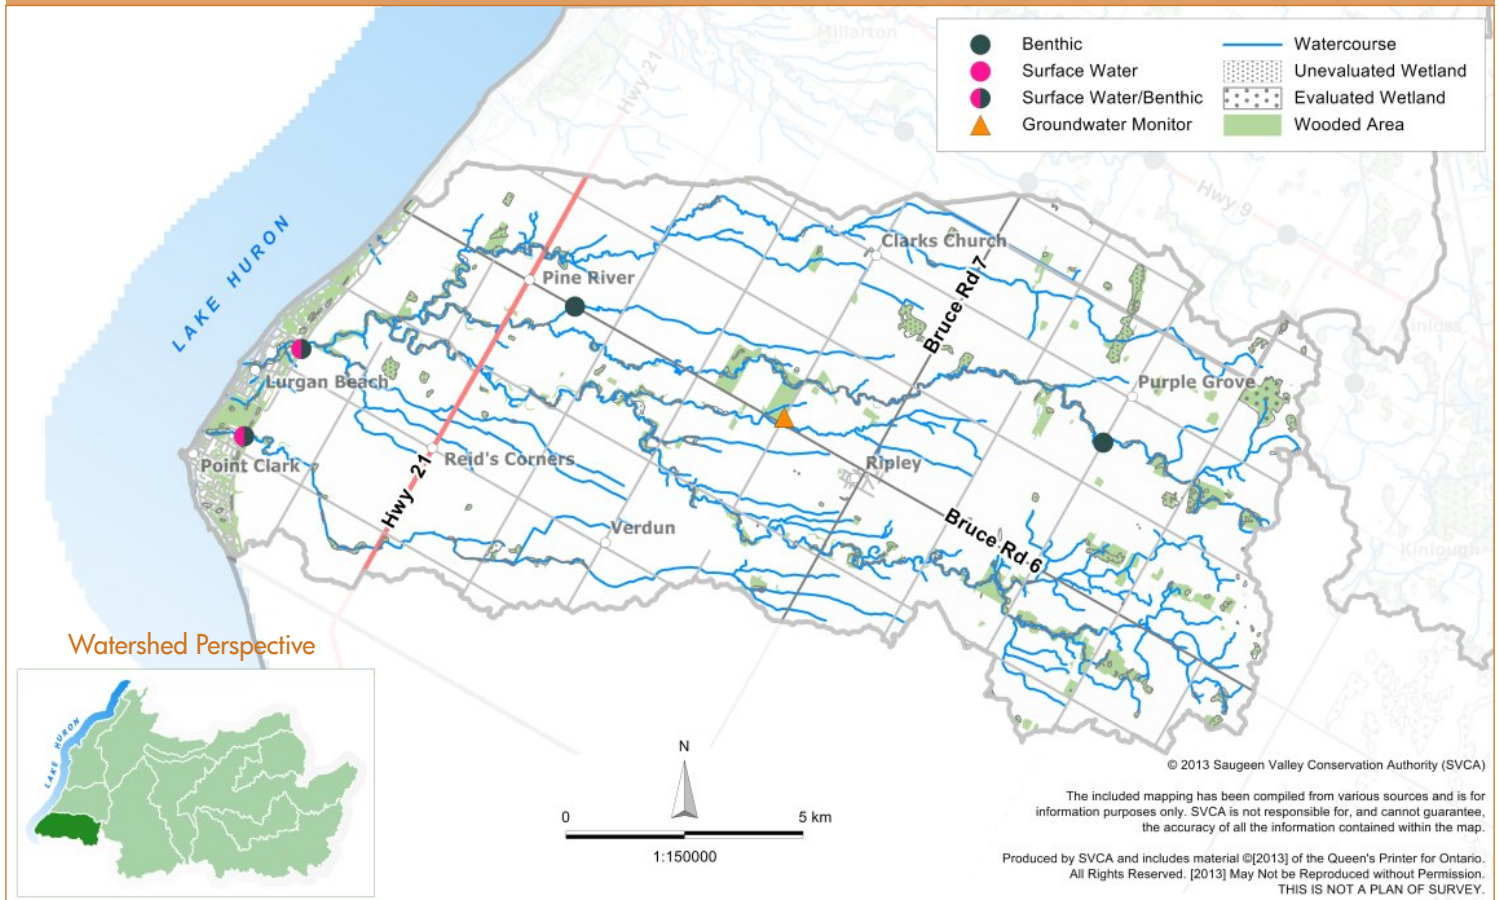 Millarton
Hwy 21
Benthic
Surface Water
Surface Water/Benthic
Groundwater Monitor
Watercourse
Unevaluated Wetland
Evaluated Wetland
Wooded Area
Hwy 9
LAKE HURON
Clarks Church
Pine River
Bruce Rd 7
Kinloss
Lurgan Beach
Purple Grove
Point Clark
Reid's Corners
Ripley
Hwy 21
Verdun
Bruce Rd 6
Kinlough
Watershed Perspective
LAKE HURON
N
0 5 km
1:150000
© 2013 Saugeen Valley Conservation Authority (SVCA)
The included mapping has been compiled from various sources and is for
information purposes only. SVCA is not responsible for, and cannot guarantee,
the accuracy of all the information contained within the map.
Produced by SVCA and includes material ©[2013] of the Queen's Printer for Ontario.
All Rights Reserved. [2013] May Not be Reproduced without Permission.
THIS IS NOT A PLAN OF SURVEY.